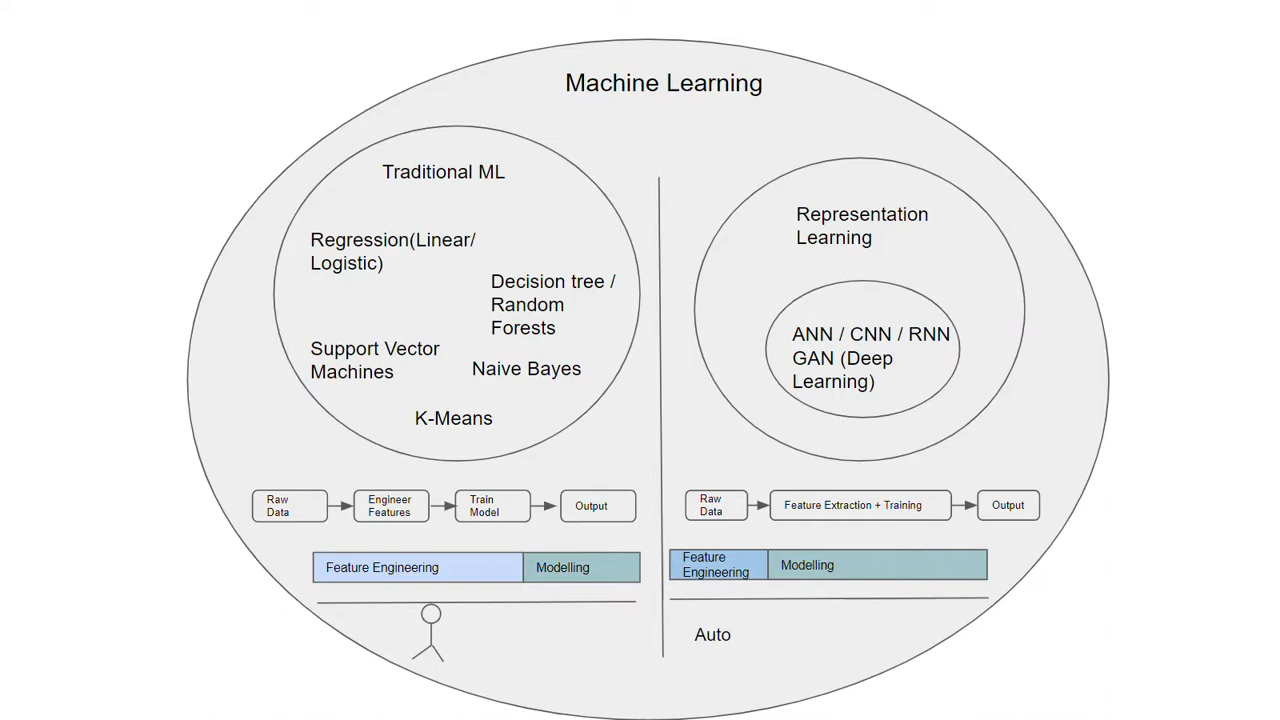 Machine Learning
Traditional ML
Regression(Linear/
Logistic)
Decision tree /
Random
Forests
Support Vector
Machines
Naive Bayes
K-Means
Representation
Learning
ANN / CNN / RNN
GAN (Deep
Learning)
Raw
Data
Engineer
Features
Train
Model
Output
Feature Engineering
Modelling
Raw
Data
Feature Extraction + Training
Output
Feature
Engineering
Modelling
Auto